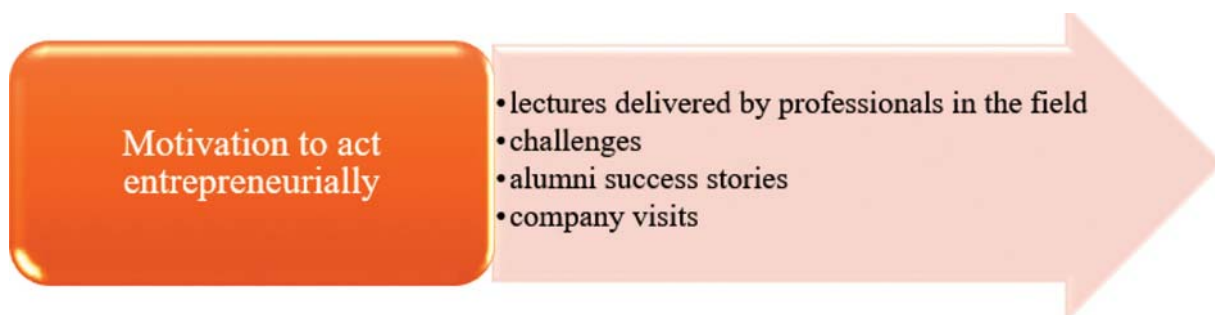 Motivation to act
entrepreneurially
•lectures delivered by professionals in the field
•challenges
•alumni success stories
•company visits